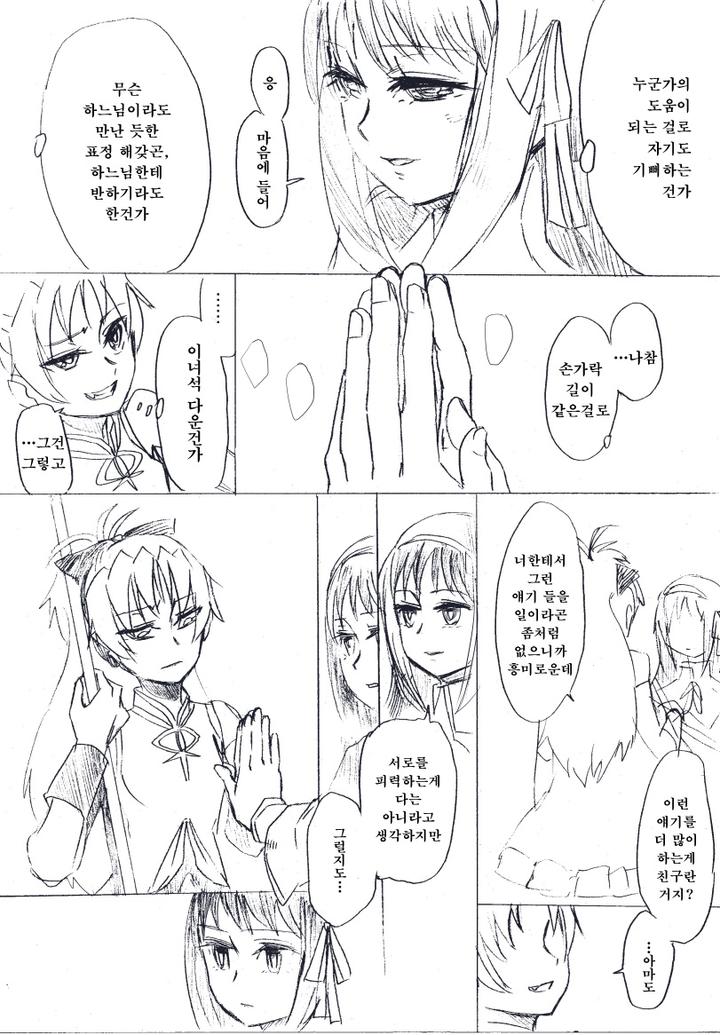 누군가의
도움이
되는 걸로
자기도
기뻐하는
건가
응
마음에 들어
무슨
하느님이라도
만난 듯한
표정 해갖곤,
하느님한테
반하기라도
한건가
…나참
손가락
길이
같은걸로
……
이녀석 다운건가
…그건
그렇고
너한테서
그런
얘기 들을
일이라곤
좀처럼
없으니까
흥미로운데
이런
얘기를
더 많이
하는게
친구란
거지?
서로를
피력하는게
다는
아니라고
생각하지만
그럴지도…
…아마도